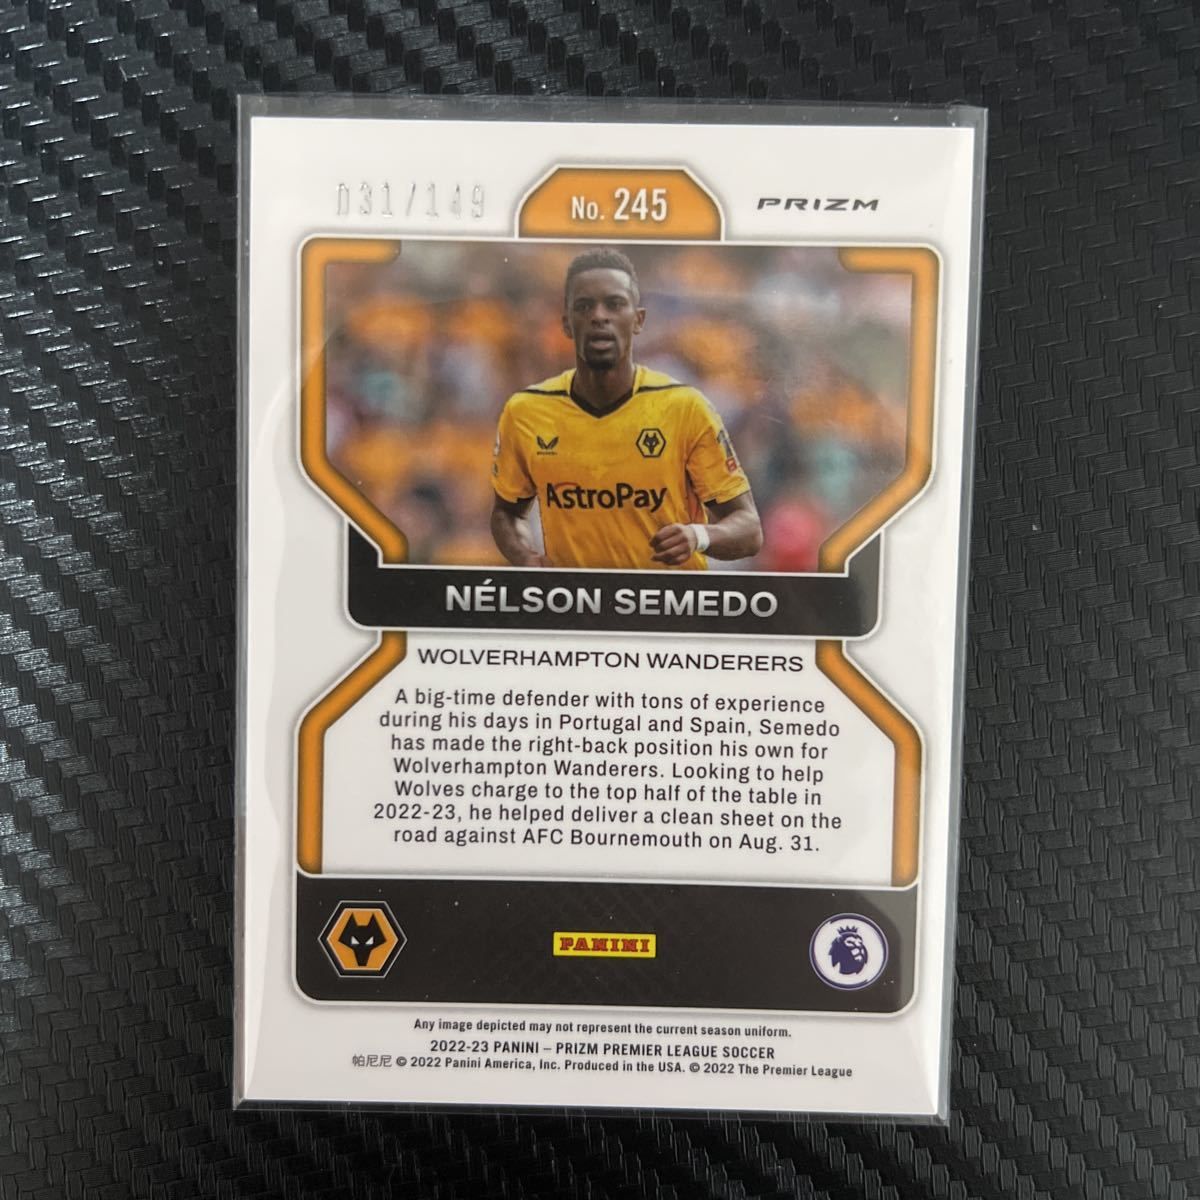 031/149
No. 245
PRIZM
AstroPay
NÉLSON SEMEDO
WOLVERHAMPTON WANDERERS
A big-time defender with tons of experience
during his days in Portugal and Spain, Semedo
has made the right-back position his own for
Wolverhampton Wanderers. Looking to help
Wolves charge to the top half of the table in
2022-23, he helped deliver a clean sheet on the
road against AFC Bournemouth on Aug. 31.
PANINI
Any image depicted may not represent the current season uniform.
2022-23 PANINI – PRIZM PREMIER LEAGUE SOCCER
帕尼尼 © 2022 Panini America, Inc. Produced in the USA. © 2022 The Premier League